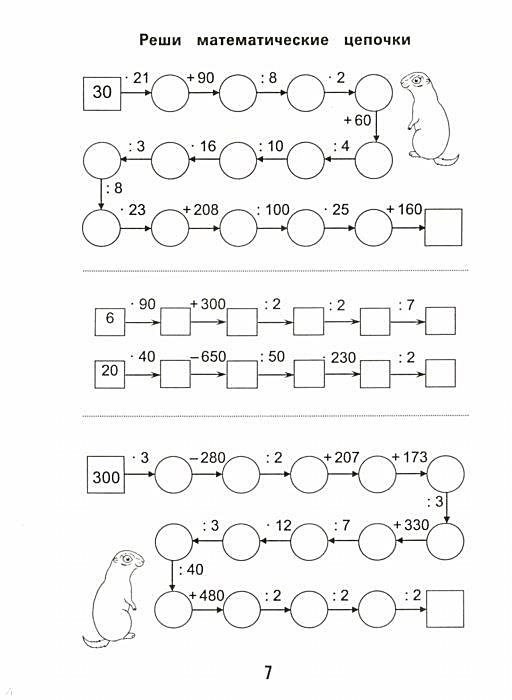 Реши математические цепочки
30 · 21 + 90 : 8 · 2
+ 60
: 3 · 16 : 10 : 4
: 8
· 23 + 208 : 100 · 25 + 160
6 · 90 + 300 : 2 : 2 : 7
20 · 40 − 650 : 50 · 230 : 2
300 · 3 − 280 : 2 + 207 + 173
: 3
: 3 · 12 : 7 + 330
: 40
+ 480 : 2 : 2 : 2
7